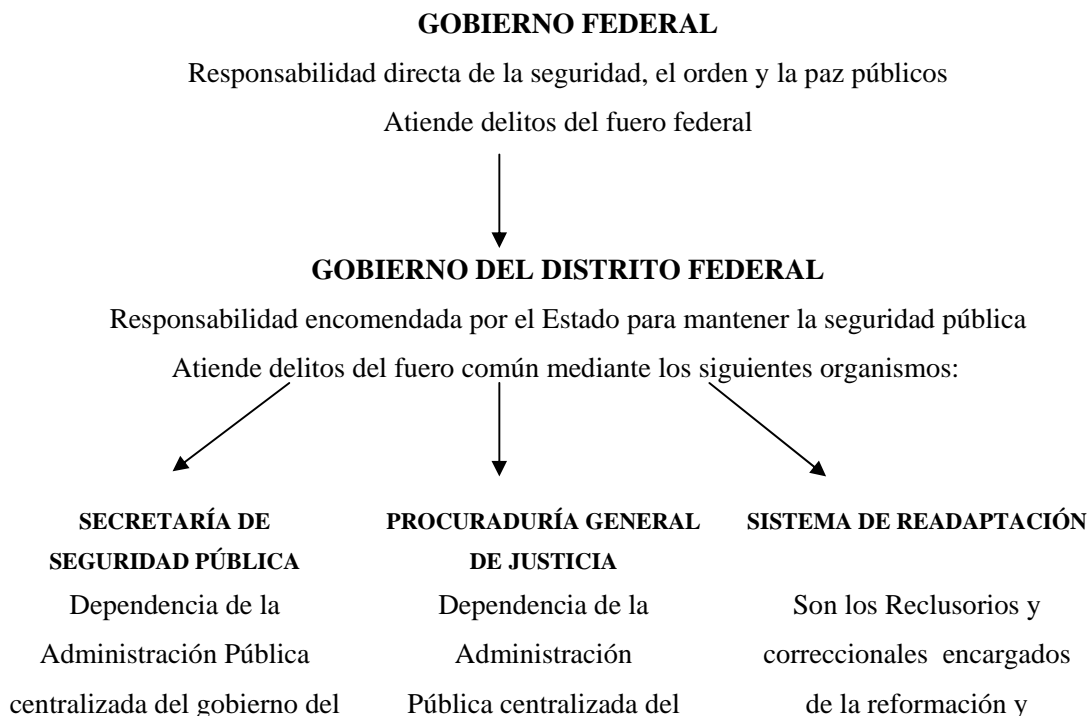 GOBIERNO FEDERAL
Responsabilidad directa de la seguridad, el orden y la paz públicos
Atiende delitos del fuero federal
GOBIERNO DEL DISTRITO FEDERAL
Responsabilidad encomendada por el Estado para mantener la seguridad pública
Atiende delitos del fuero común mediante los siguientes organismos:
SECRETARÍA DE
SEGURIDAD PÚBLICA
Dependencia de la
Administración Pública
centralizada del gobierno del
PROCURADURÍA GENERAL
DE JUSTICIA
Dependencia de la
Administración
Pública centralizada del
SISTEMA DE READAPTACIÓN
Son los Reclusorios y
correccionales encargados
de la reformación y